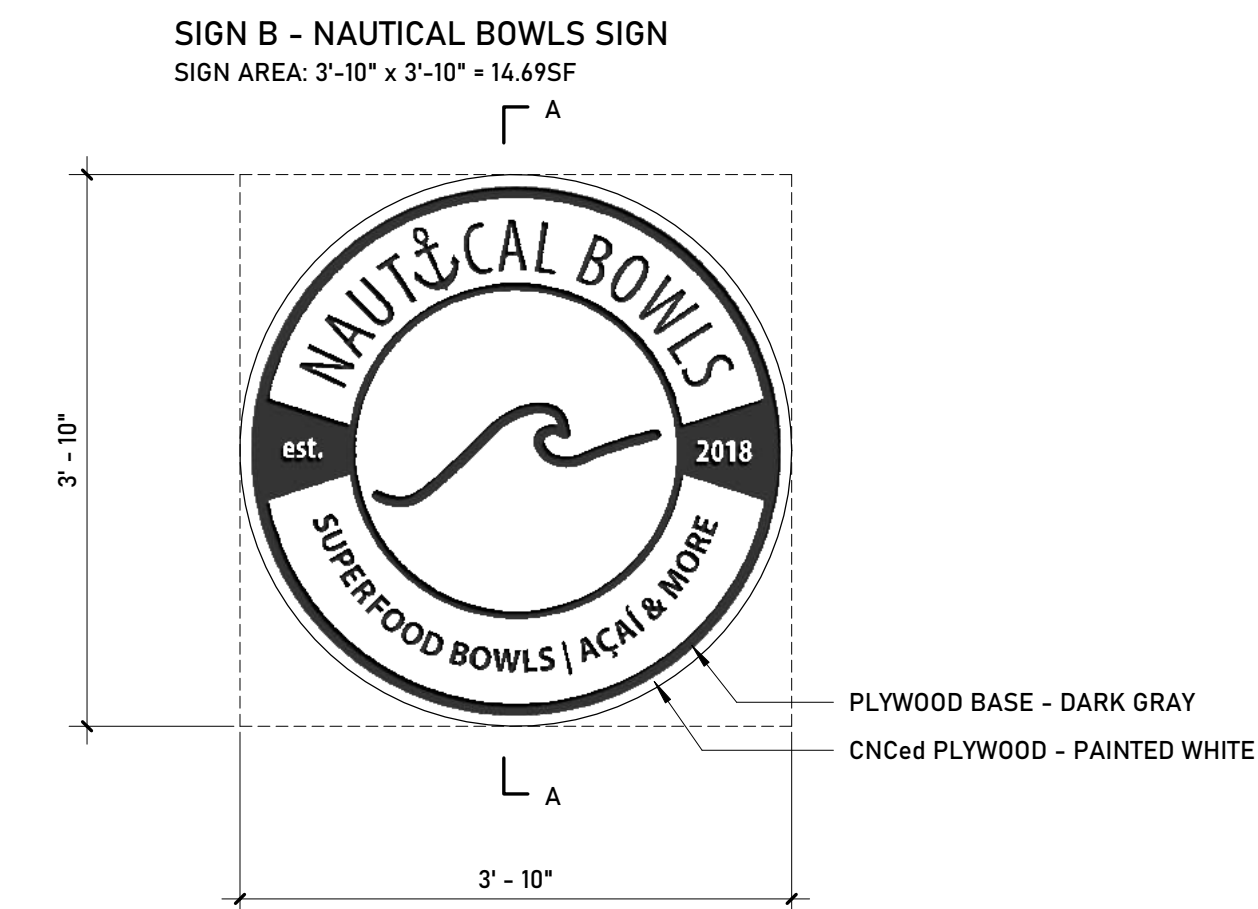 SIGN B - NAUTICAL BOWLS SIGN
SIGN AREA: 3'-10" x 3'-10" = 14.69SF
A
NAUTICAL BOWLS
3' - 10"
est.
2018
SUPERFOOD BOWLS | AÇAÍ & MORE
PLYWOOD BASE - DARK GRAY
CNCed PLYWOOD - PAINTED WHITE
A
3' - 10"